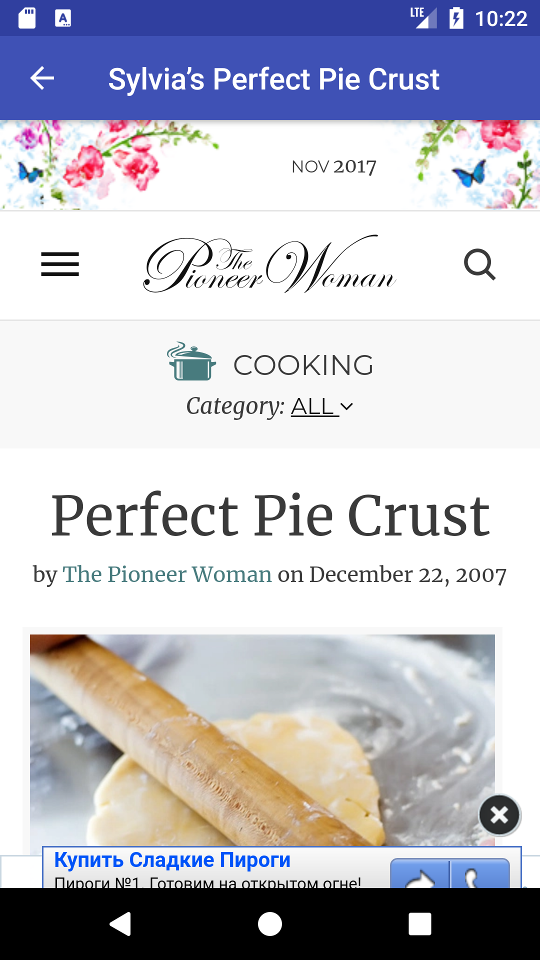 LTE 10:22
Sylvia’s Perfect Pie Crust
NOV 2017
The Pioneer Woman
COOKING
Category: ALL
Perfect Pie Crust
by The Pioneer Woman on December 22, 2007
Купить Сладкие Пироги
Пироги №1. Готовим на открытом огне!